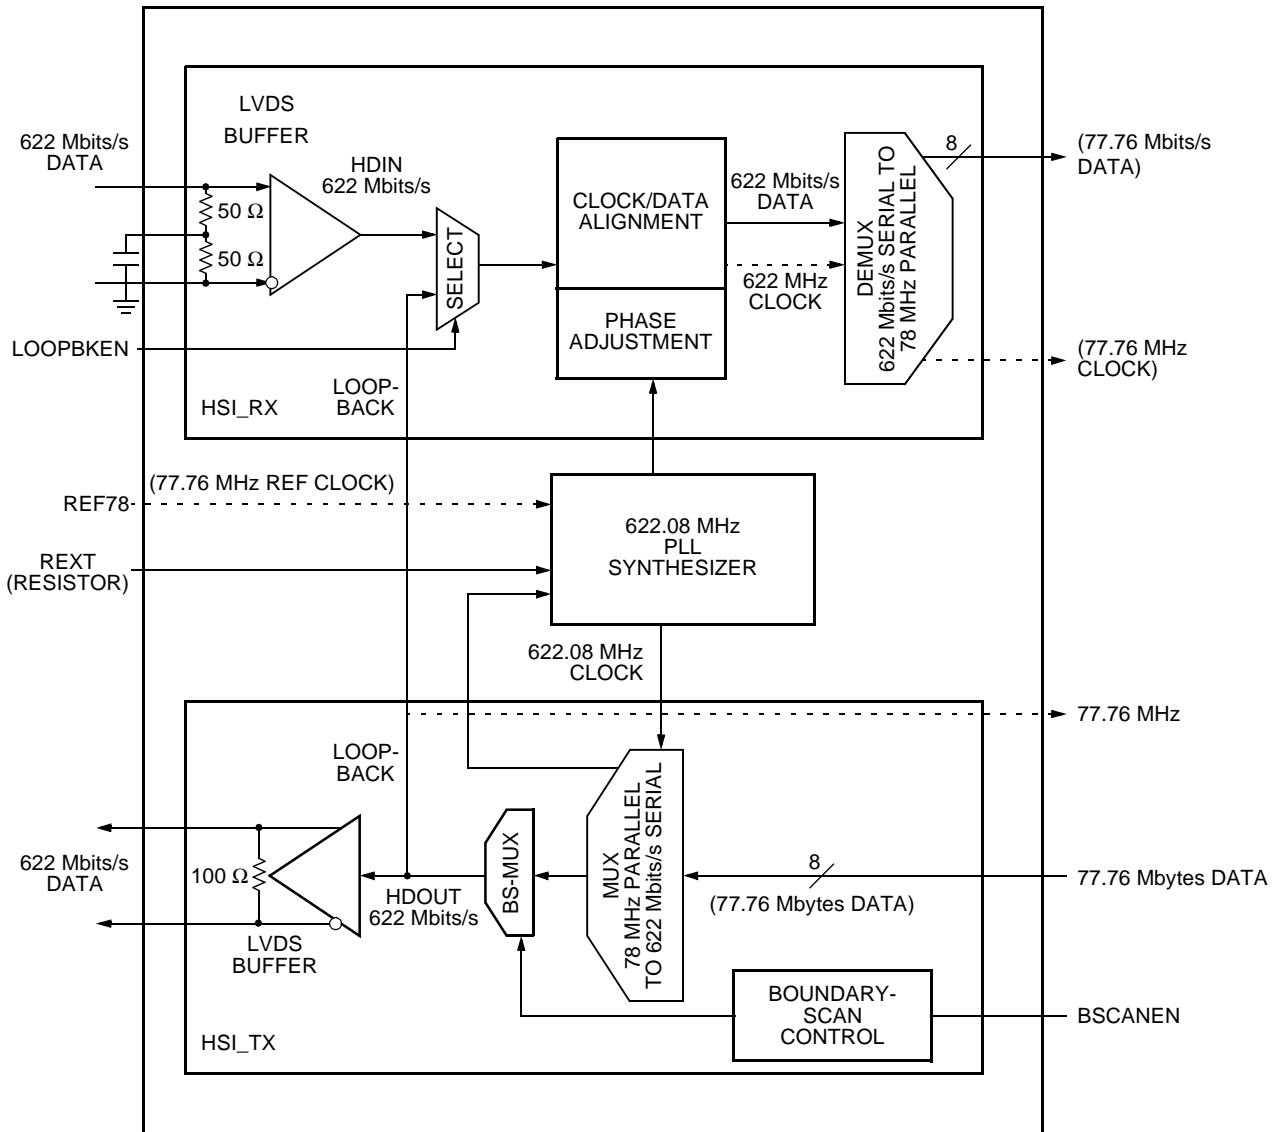 LVDS
BUFFER
622 Mbits/s
DATA
HDIN
622 Mbits/s
50 Ω
50 Ω
SELECT
CLOCK/DATA
ALIGNMENT
PHASE
ADJUSTMENT
622 Mbits/s
DATA
622 MHz
CLOCK
DEMUX
622 Mbits/s SERIAL TO
78 MHz PARALLEL
8
(77.76 Mbits/s
DATA)
(77.76 MHz
CLOCK)
LOOPBKEN
LOOP-
BACK
HSI_RX
REF78
(77.76 MHz REF CLOCK)
REXT
(RESISTOR)
622.08 MHz
PLL
SYNTHESIZER
622.08 MHz
CLOCK
77.76 MHz
LOOP-
BACK
622 Mbits/s
DATA
100 Ω
LVDS
BUFFER
HDOUT
622 Mbits/s
BS-MUX
MUX
78 MHz PARALLEL
TO 622 Mbits/s SERIAL
8
(77.76 Mbytes DATA)
77.76 Mbytes DATA
BOUNDARY-
SCAN
CONTROL
BSCANEN
HSI_TX